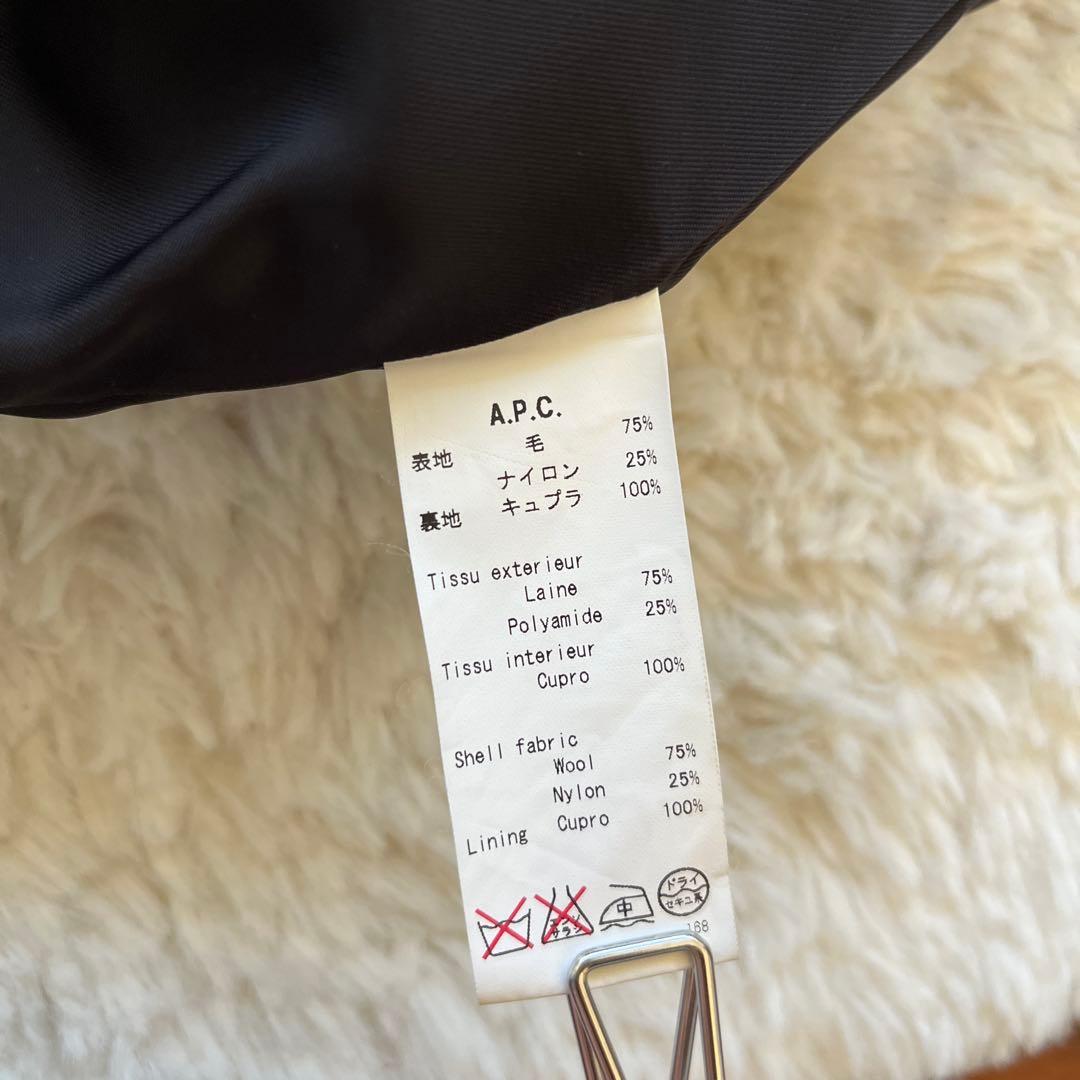 A.P.C.
表地 毛 75%
ナイロン 25%
裏地 キュプラ 100%
Tissu exterieur
Laine 75%
Polyamide 25%
Tissu interieur
Cupro 100%
Shell fabric
Wool 75%
Nylon 25%
Lining Cupro 100%
中 ドライ
セキユ系
168